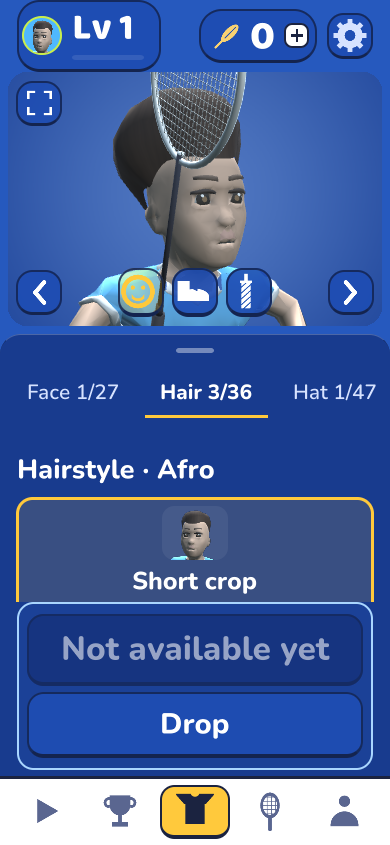 Lv 1
0
Face 1/27
Hair 3/36
Hat 1/47
Hairstyle · Afro
Short crop
Not available yet
Drop